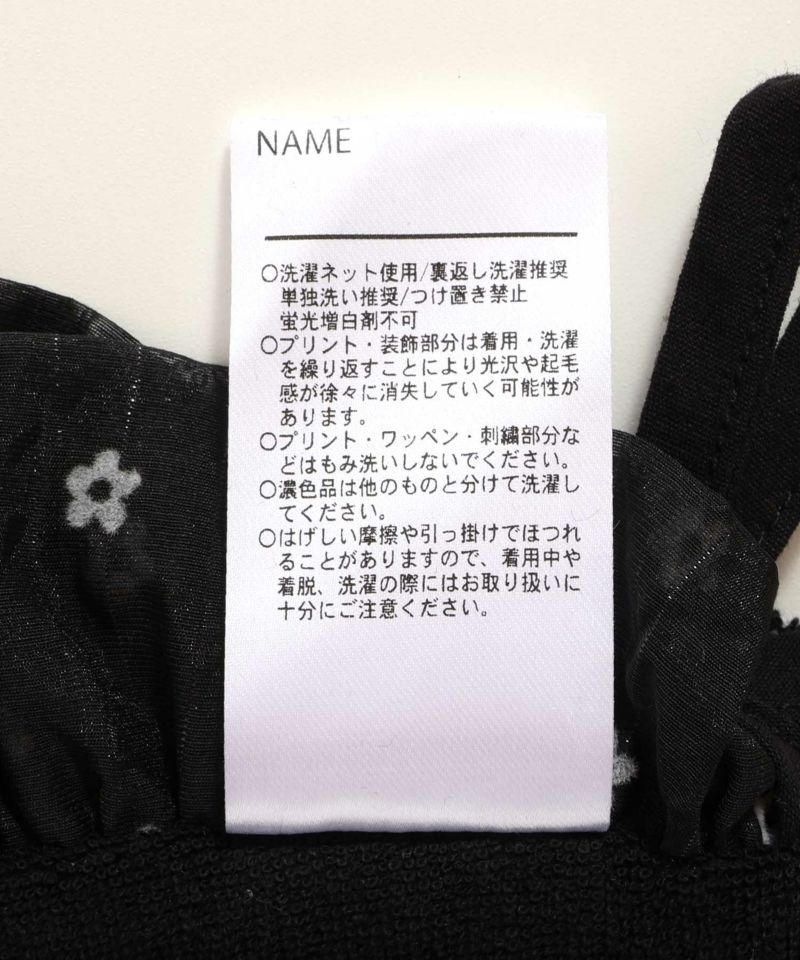 NAME
○洗濯ネット使用/裏返し洗濯推奨
単独洗い推奨/つけ置き禁止
蛍光増白剤不可
○プリント・装飾部分は着用・洗濯
を繰り返すことにより光沢や起毛
感が徐々に消失していく可能性が
あります。
○プリント・ワッペン・刺繍部分な
どはもみ洗いしないでください。
○濃色品は他のものと分けて洗濯し
てください。
○はげしい摩擦や引っ掛けでほつれ
ることがありますので、着用中や
着脱、洗濯の際にはお取り扱いに
十分にご注意ください。